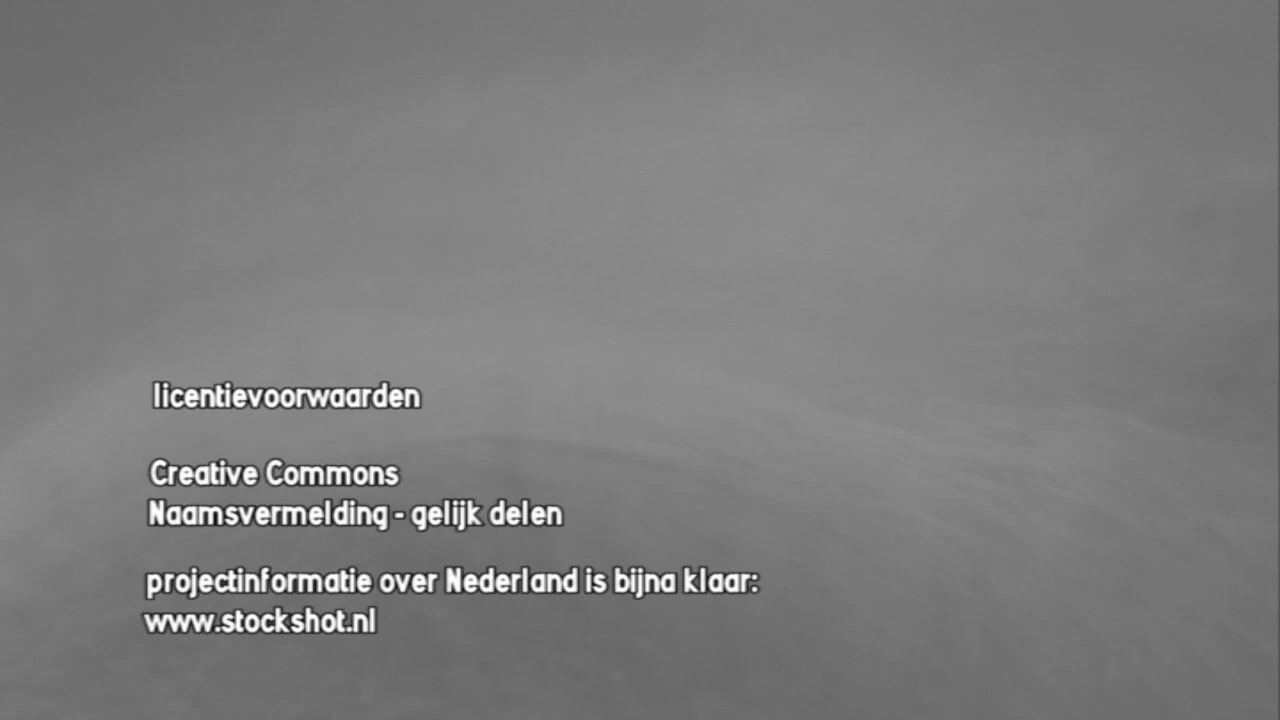 licentievoorwaarden
Creative Commons
Naamsvermelding - gelijk delen
projectinformatie over Nederland is bijna klaar:
www.stockshot.nl